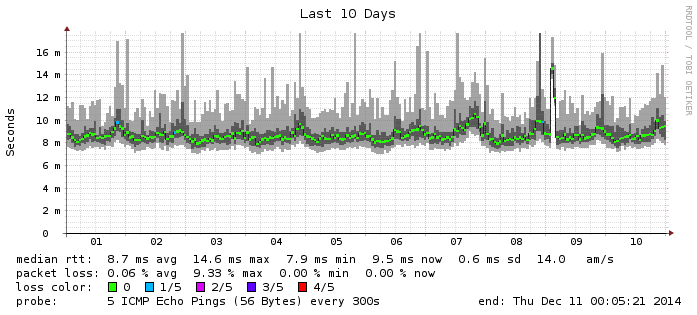 Last 10 Days
RRDTOOL / TOBI OETIKER
Seconds
16 m
14 m
12 m
10 m
8 m
6 m
4 m
2 m
0
01 02 03 04 05 06 07 08 09 10
median rtt: 8.7 ms avg 14.6 ms max 7.9 ms min 9.5 ms now 0.6 ms sd 14.0 am/s
packet loss: 0.06 % avg 9.33 % max 0.00 % min 0.00 % now
loss color: 0 1/5 2/5 3/5 4/5
probe: 5 ICMP Echo Pings (56 Bytes) every 300s end: Thu Dec 11 00:05:21 2014